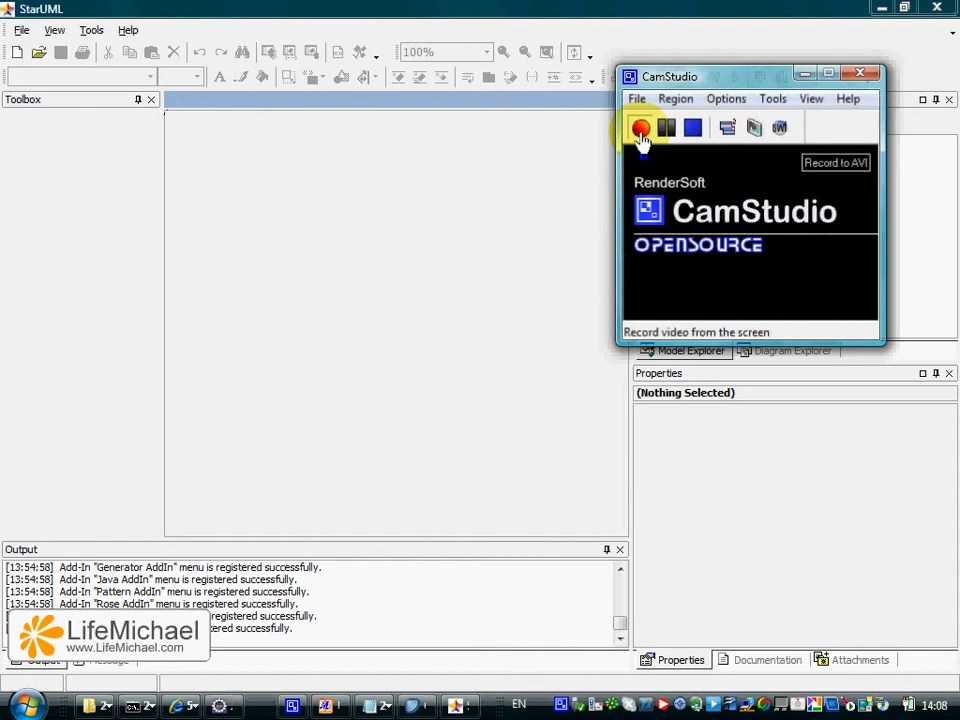 StarUML
File View Tools Help
100%
Toolbox
CamStudio
File Region Options Tools View Help
Record to AVI
RenderSoft
CamStudio
OPENSOURCE
Record video from the screen
Model Explorer Diagram Explorer
Properties
(Nothing Selected)
Output
[13:54:58] Add-In "Generator AddIn" menu is registered successfully.
[13:54:58] Add-In "Java AddIn" menu is registered successfully.
[13:54:58] Add-In "Pattern AddIn" menu is registered successfully.
[13:54:58] Add-In "Rose AddIn" menu is registered successfully.
registered successfully.
successfully.
LifeMichael
www.LifeMichael.com
Properties Documentation Attachments
2 2 5 2 EN 14:08